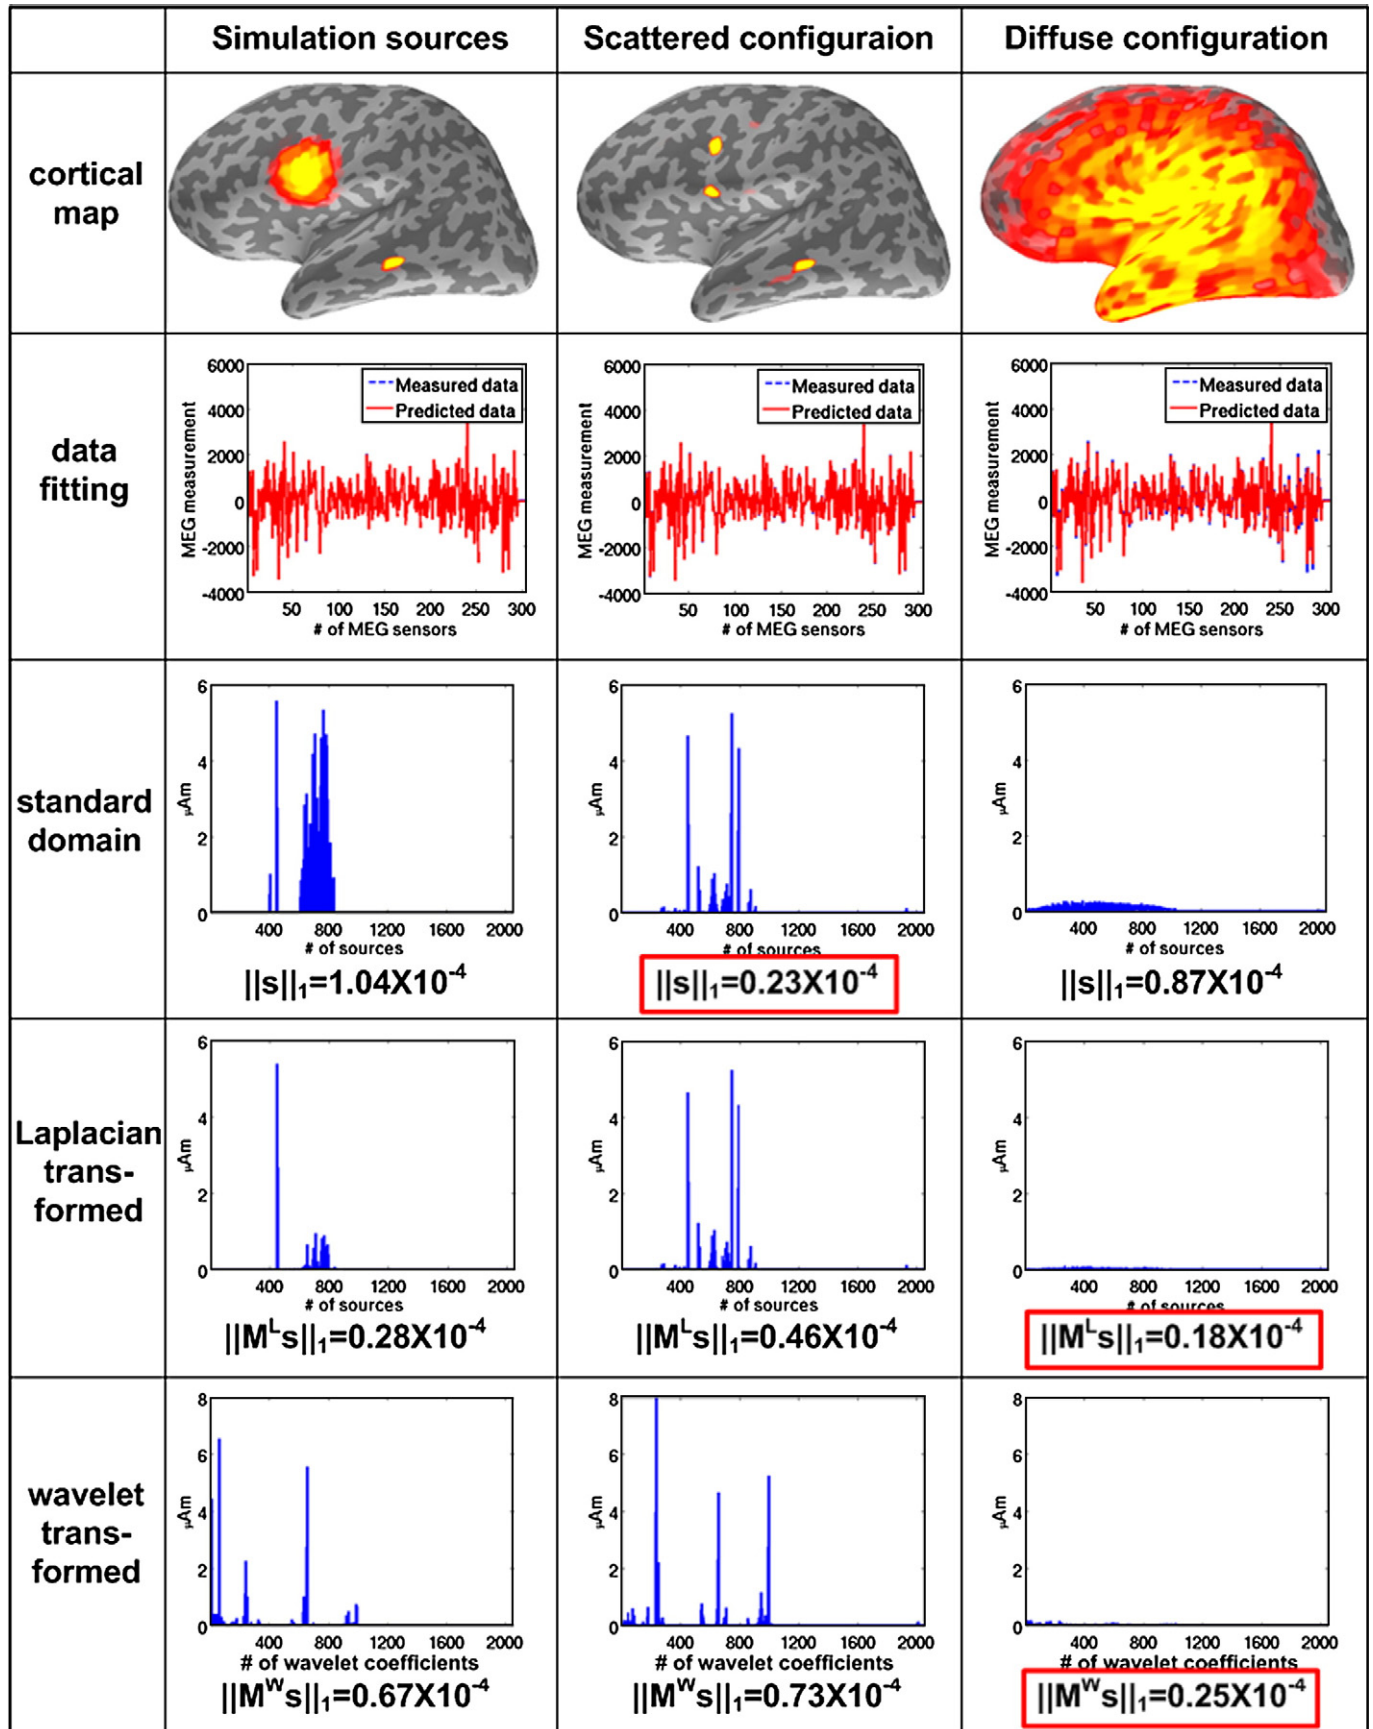 Simulation sources
Scattered configuraion
Diffuse configuration
cortical
map
data
fitting
6000
4000
2000
0
-2000
-4000
MEG measurement
Measured data
Predicted data
50 100 150 200 250 300
# of MEG sensors
6000
4000
2000
0
-2000
-4000
MEG measurement
Measured data
Predicted data
50 100 150 200 250 300
# of MEG sensors
6000
4000
2000
0
-2000
-4000
MEG measurement
Measured data
Predicted data
50 100 150 200 250 300
# of MEG sensors
standard
domain
6
4
2
0
μAm
400 800 1200 1600 2000
# of sources
||s||₁=1.04X10⁻⁴
6
4
2
0
μAm
400 800 1200 1600 2000
# of sources
||s||₁=0.23X10⁻⁴
6
4
2
0
μAm
400 800 1200 1600 2000
# of sources
||s||₁=0.87X10⁻⁴
Laplacian
trans-
formed
6
4
2
0
μAm
400 800 1200 1600 2000
# of sources
||Mᴸs||₁=0.28X10⁻⁴
6
4
2
0
μAm
400 800 1200 1600 2000
# of sources
||Mᴸs||₁=0.46X10⁻⁴
6
4
2
0
μAm
400 800 1200 1600 2000
# of sources
||Mᴸs||₁=0.18X10⁻⁴
wavelet
trans-
formed
8
6
4
2
0
μAm
400 800 1200 1600 2000
# of wavelet coefficients
||Mᵂs||₁=0.67X10⁻⁴
8
6
4
2
0
μAm
400 800 1200 1600 2000
# of wavelet coefficients
||Mᵂs||₁=0.73X10⁻⁴
8
6
4
2
0
μAm
400 800 1200 1600 2000
# of wavelet coefficients
||Mᵂs||₁=0.25X10⁻⁴